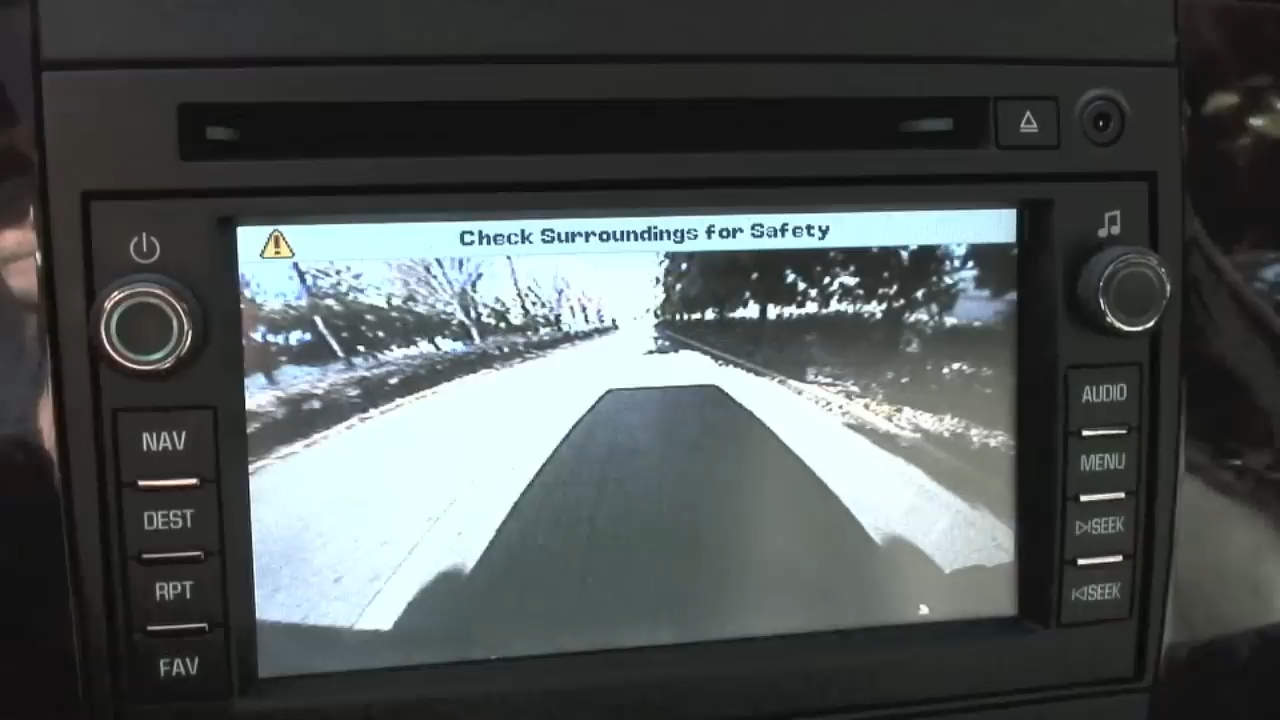 Check Surroundings for Safety
NAV
DEST
RPT
FAV
AUDIO
MENU
SEEK
SEEK